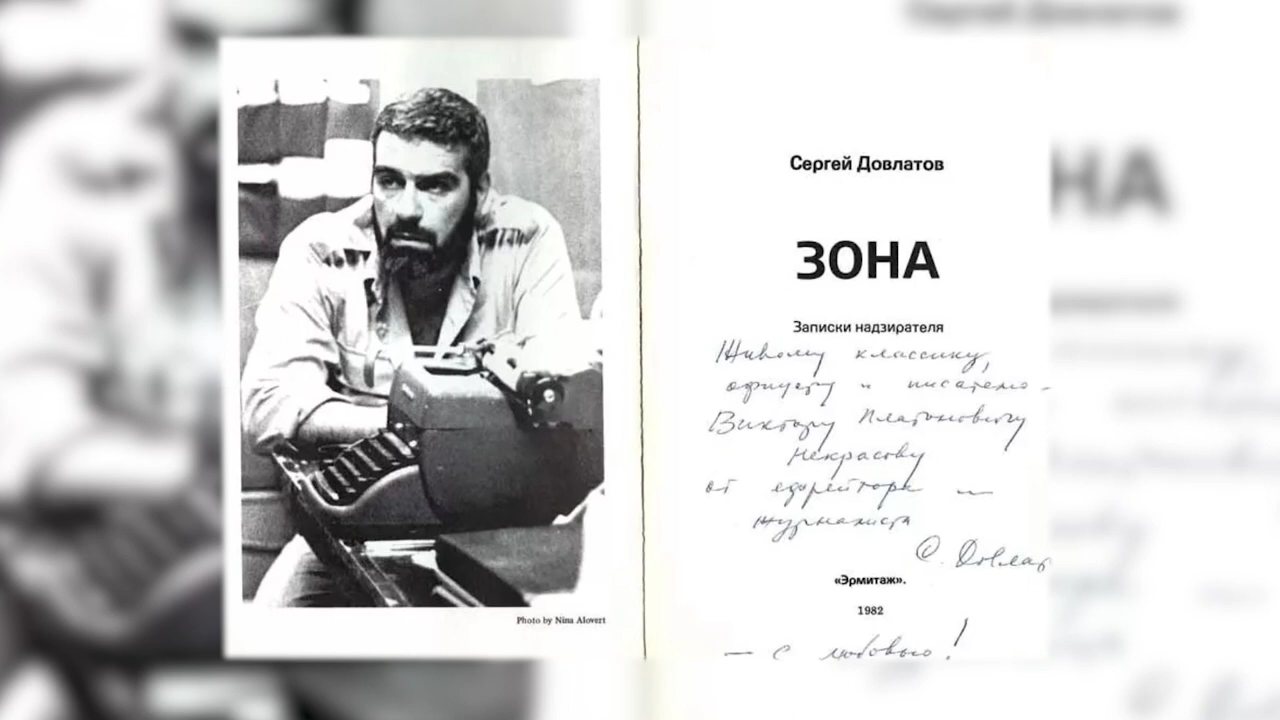 Photo by Nina Alovert
Сергей Довлатов
ЗОНА
Записки надзирателя
Живому классику,
офицеру и писателю –
Виктору Платоновичу
Некрасову
от ефрейтора и
журналиста
С. Довлат
«Эрмитаж».
1982
— с любовью!